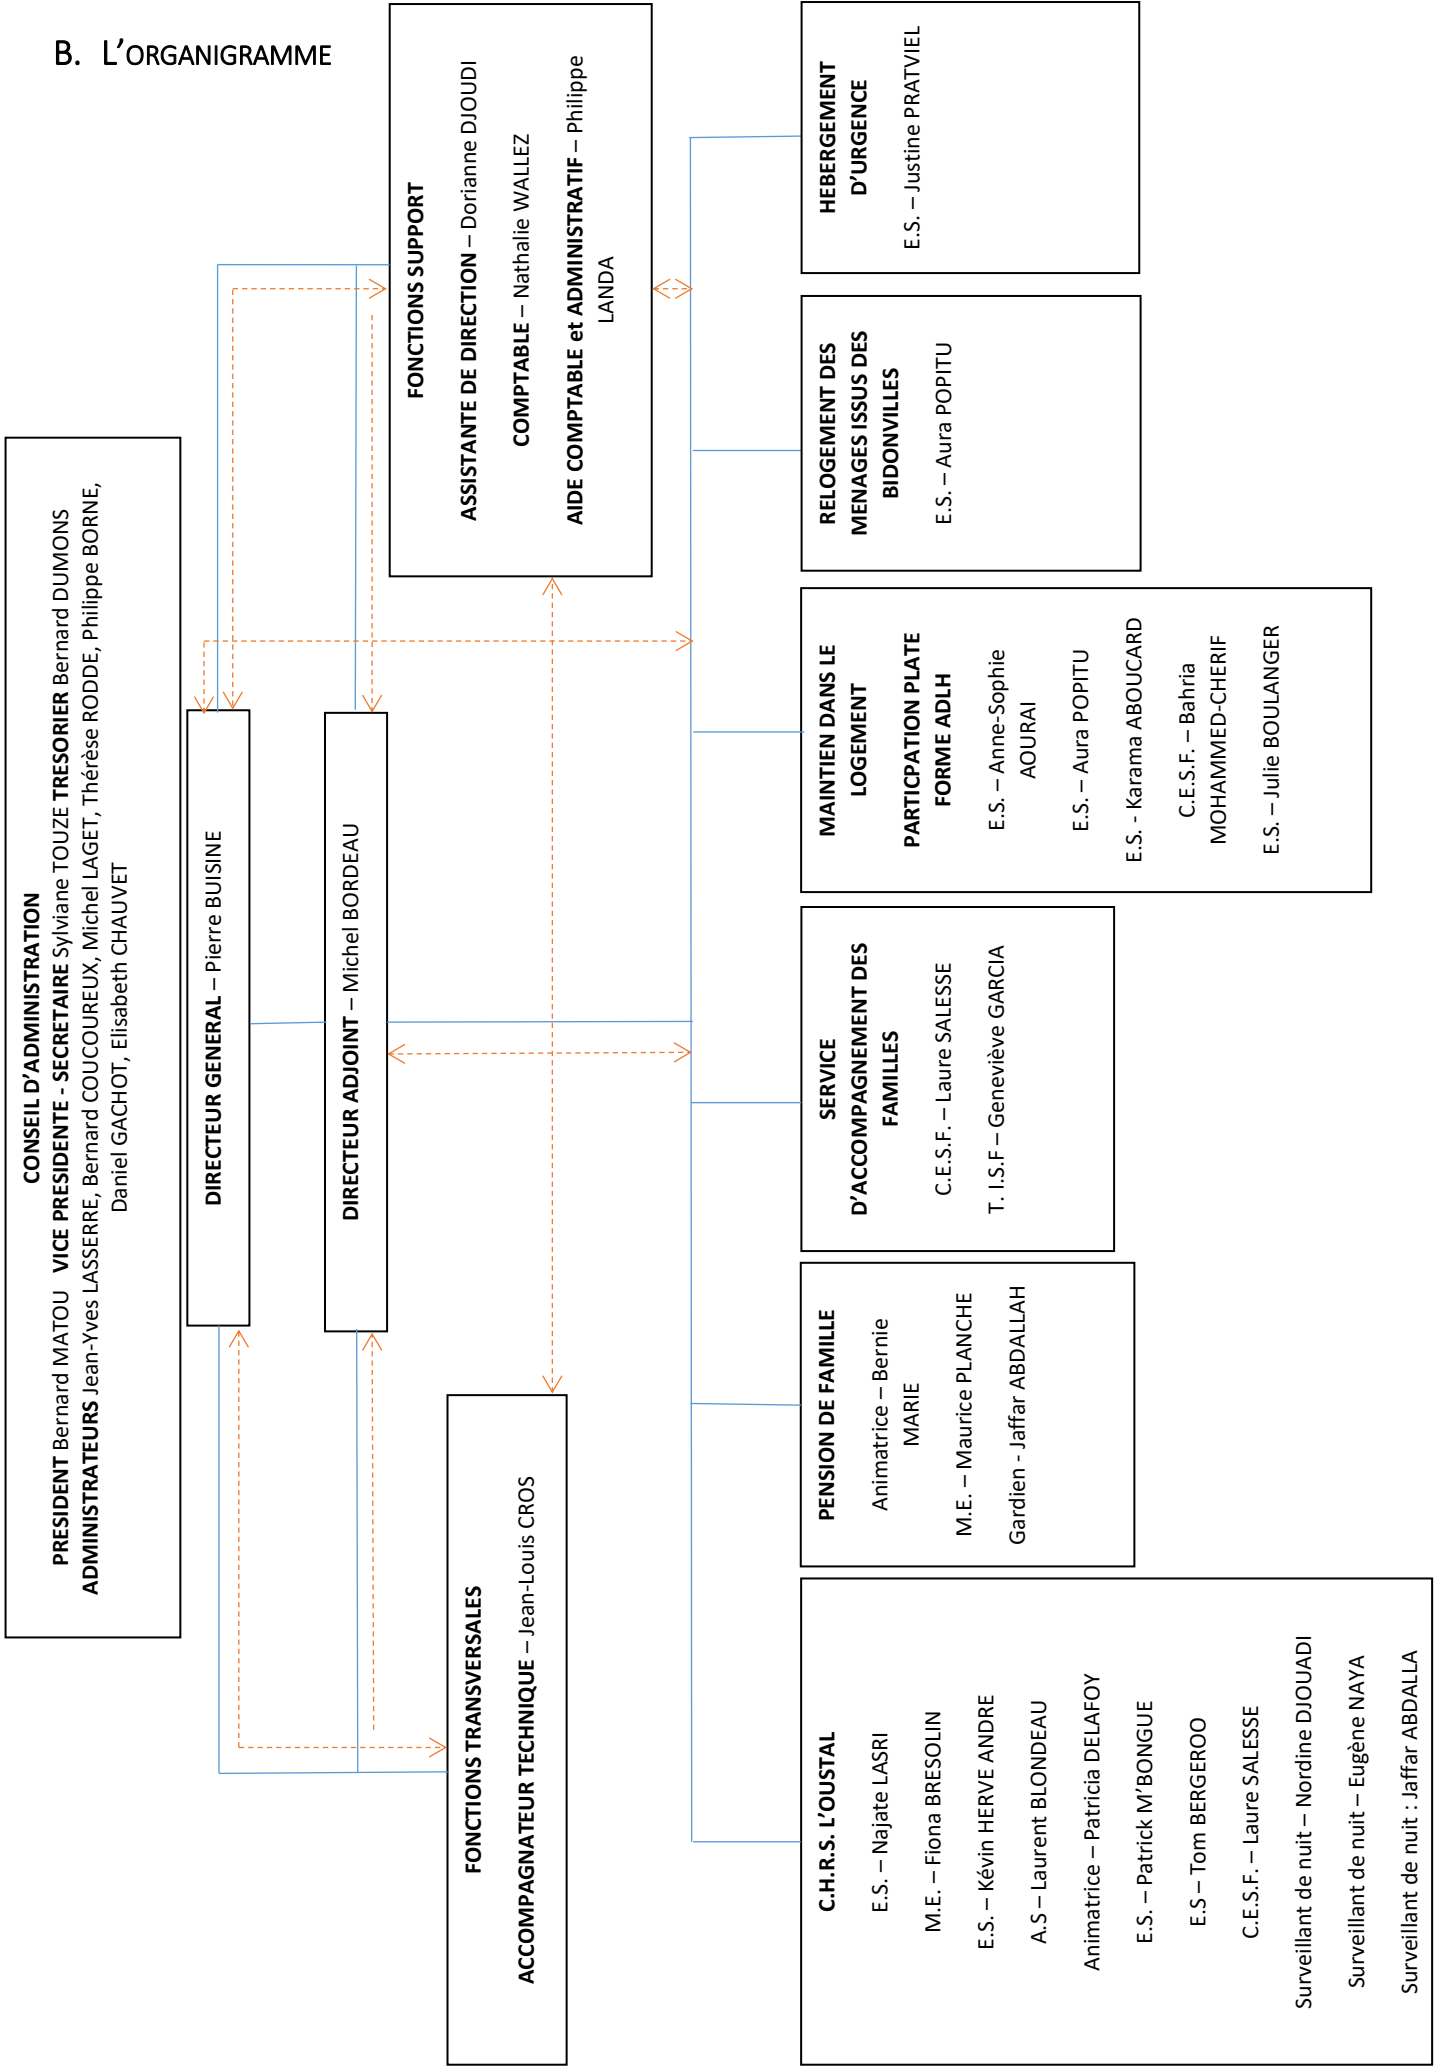 B. L'ORGANIGRAMME
CONSEIL D'ADMINISTRATION
PRESIDENT Bernard MATOU VICE PRESIDENTE - SECRETAIRE Sylviane TOUZE TRESORIER Bernard DUMONS
ADMINISTRATEURS Jean-Yves LASSERRE, Bernard COUCOUREUX, Michel LAGET, Thérèse RODDE, Philippe BORNE,
Daniel GACHOT, Elisabeth CHAUVET
DIRECTEUR GENERAL – Pierre BUISINE
DIRECTEUR ADJOINT – Michel BORDEAU
FONCTIONS TRANSVERSALES
ACCOMPAGNATEUR TECHNIQUE – Jean-Louis CROS
FONCTIONS SUPPORT
ASSISTANTE DE DIRECTION – Dorianne DJOUDI
COMPTABLE – Nathalie WALLEZ
AIDE COMPTABLE et ADMINISTRATIF – Philippe
LANDA
C.H.R.S. L'OUSTAL
E.S. – Najate LASRI
M.E. – Fiona BRESOLIN
E.S. – Kévin HERVE ANDRE
A.S – Laurent BLONDEAU
Animatrice – Patricia DELAFOY
E.S. – Patrick M'BONGUE
E.S – Tom BERGEROO
C.E.S.F. – Laure SALESSE
Surveillant de nuit – Nordine DJOUADI
Surveillant de nuit – Eugène NAYA
Surveillant de nuit : Jaffar ABDALLA
PENSION DE FAMILLE
Animatrice – Bernie
MARIE
M.E. – Maurice PLANCHE
Gardien - Jaffar ABDALLAH
SERVICE
D'ACCOMPAGNEMENT DES
FAMILLES
C.E.S.F. – Laure SALESSE
T. I.S.F – Geneviève GARCIA
MAINTIEN DANS LE
LOGEMENT
PARTICPATION PLATE
FORME ADLH
E.S. – Anne-Sophie
AOURAI
E.S. – Aura POPITU
E.S. - Karama ABOUCARD
C.E.S.F. – Bahria
MOHAMMED-CHERIF
E.S. – Julie BOULANGER
RELOGEMENT DES
MENAGES ISSUS DES
BIDONVILLES
E.S. – Aura POPITU
HEBERGEMENT
D'URGENCE
E.S. – Justine PRATVIEL